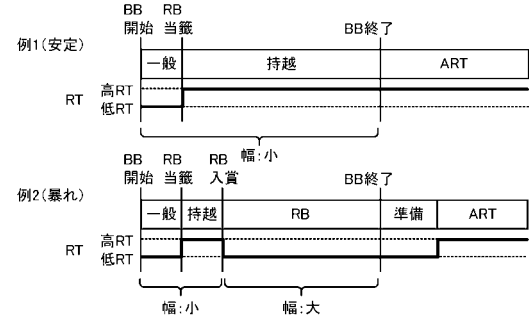 BB RB
開始 当籤 BB終了
例1(安定)
一般 持越 ART
RT 高RT
低RT
幅:小
BB RB RB
開始 当籤 入賞 BB終了
例2(暴れ)
一般 持越 RB 準備 ART
RT 高RT
低RT
幅:小 幅:大